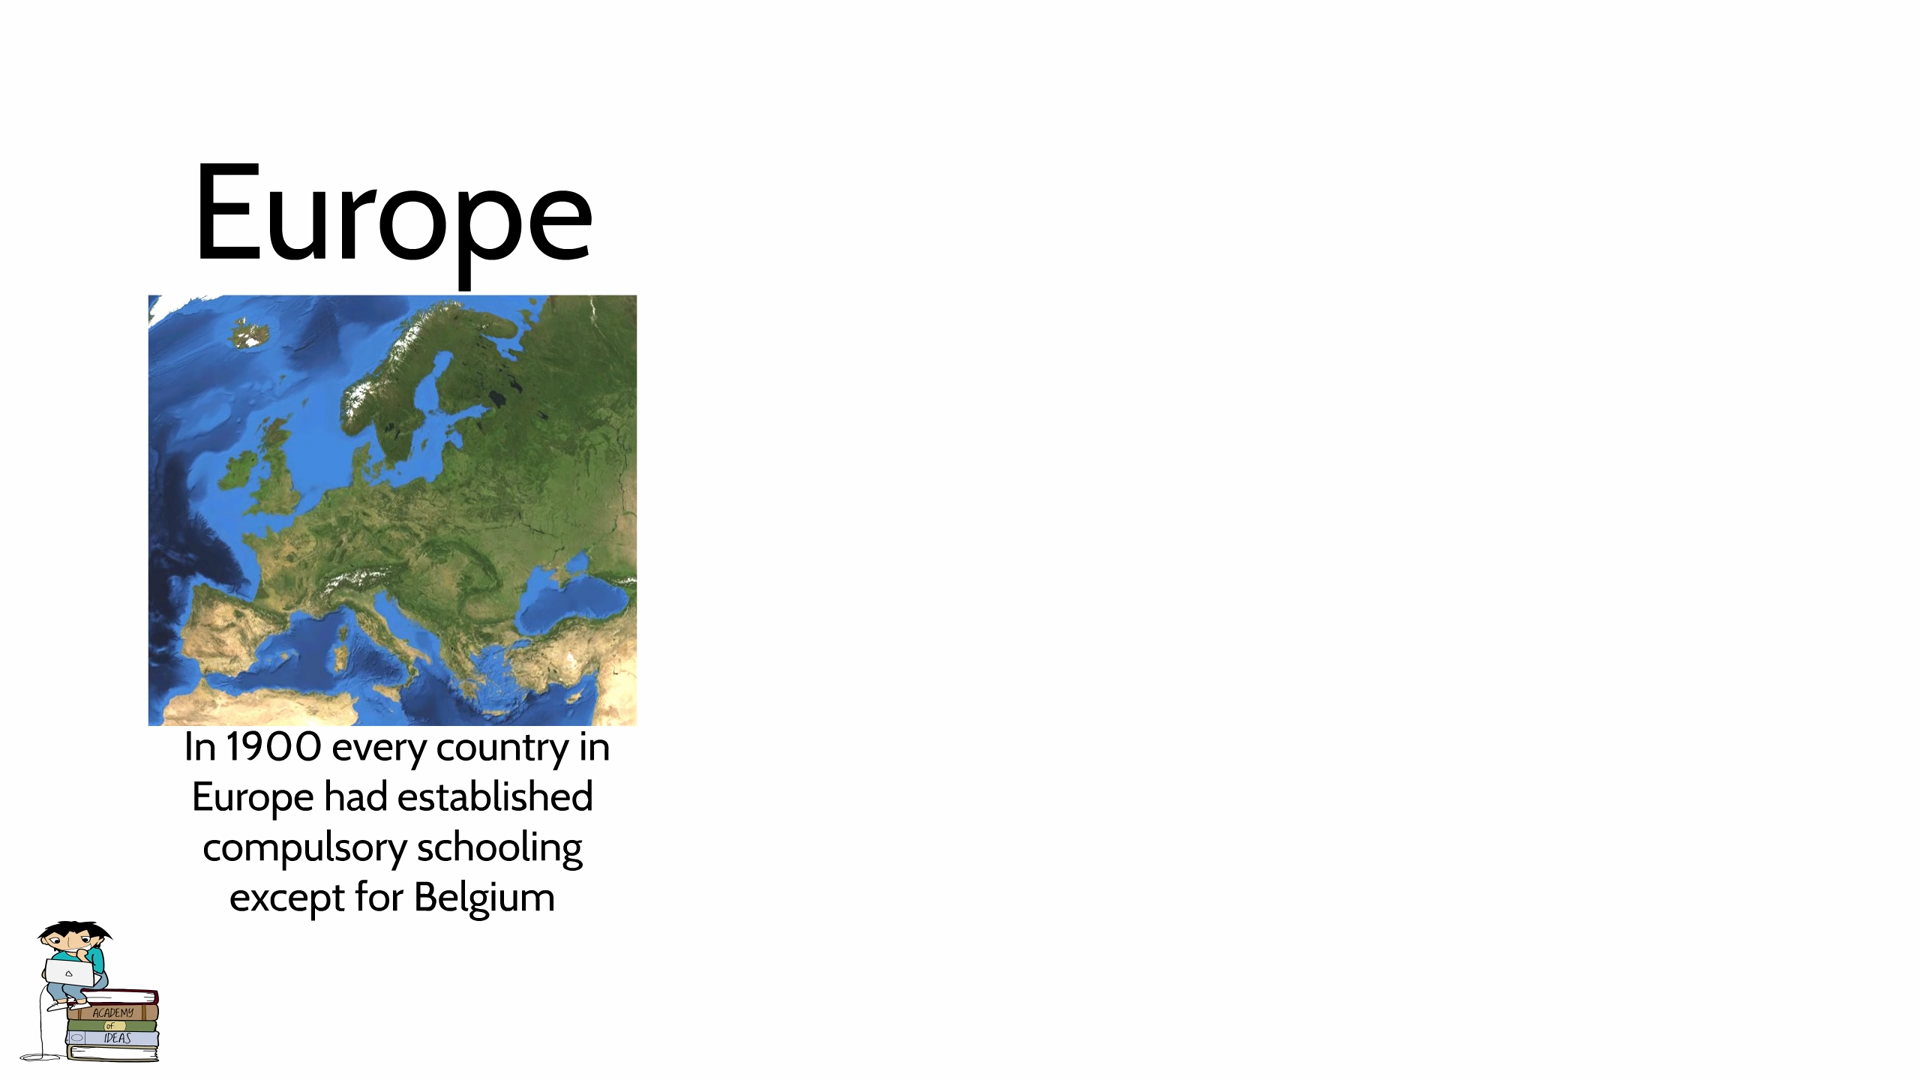 Europe
In 1900 every country in
Europe had established
compulsory schooling
except for Belgium
ACADEMY
of
IDEAS